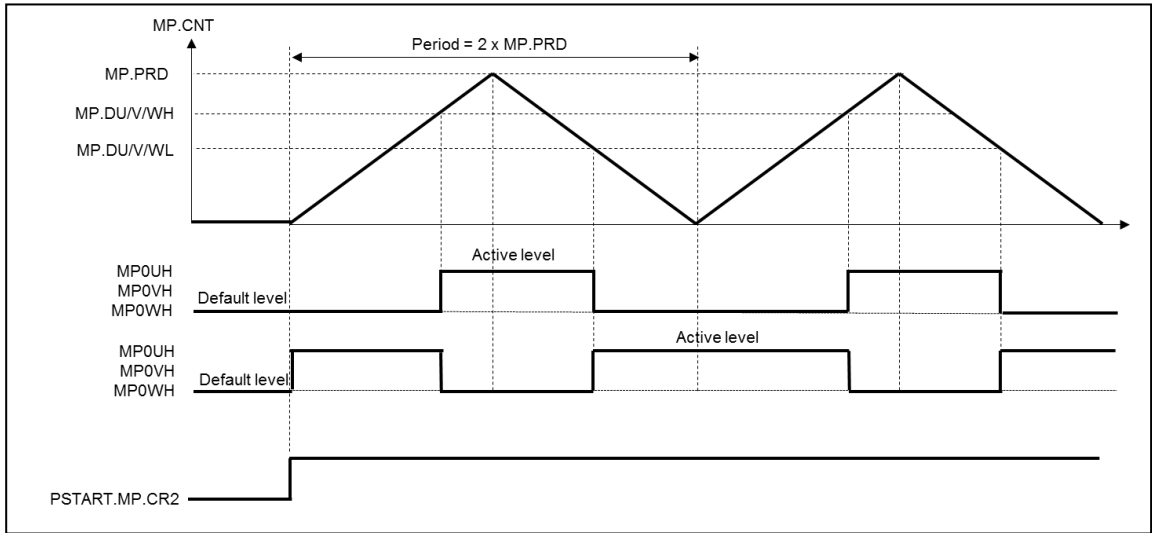 MP.CNT
Period = 2 x MP.PRD
MP.PRD
MP.DU/V/WH
MP.DU/V/WL
Active level
MP0UH
MP0VH
MP0WH
Default level
Active level
MP0UH
MP0VH
MP0WH
Default level
PSTART.MP.CR2